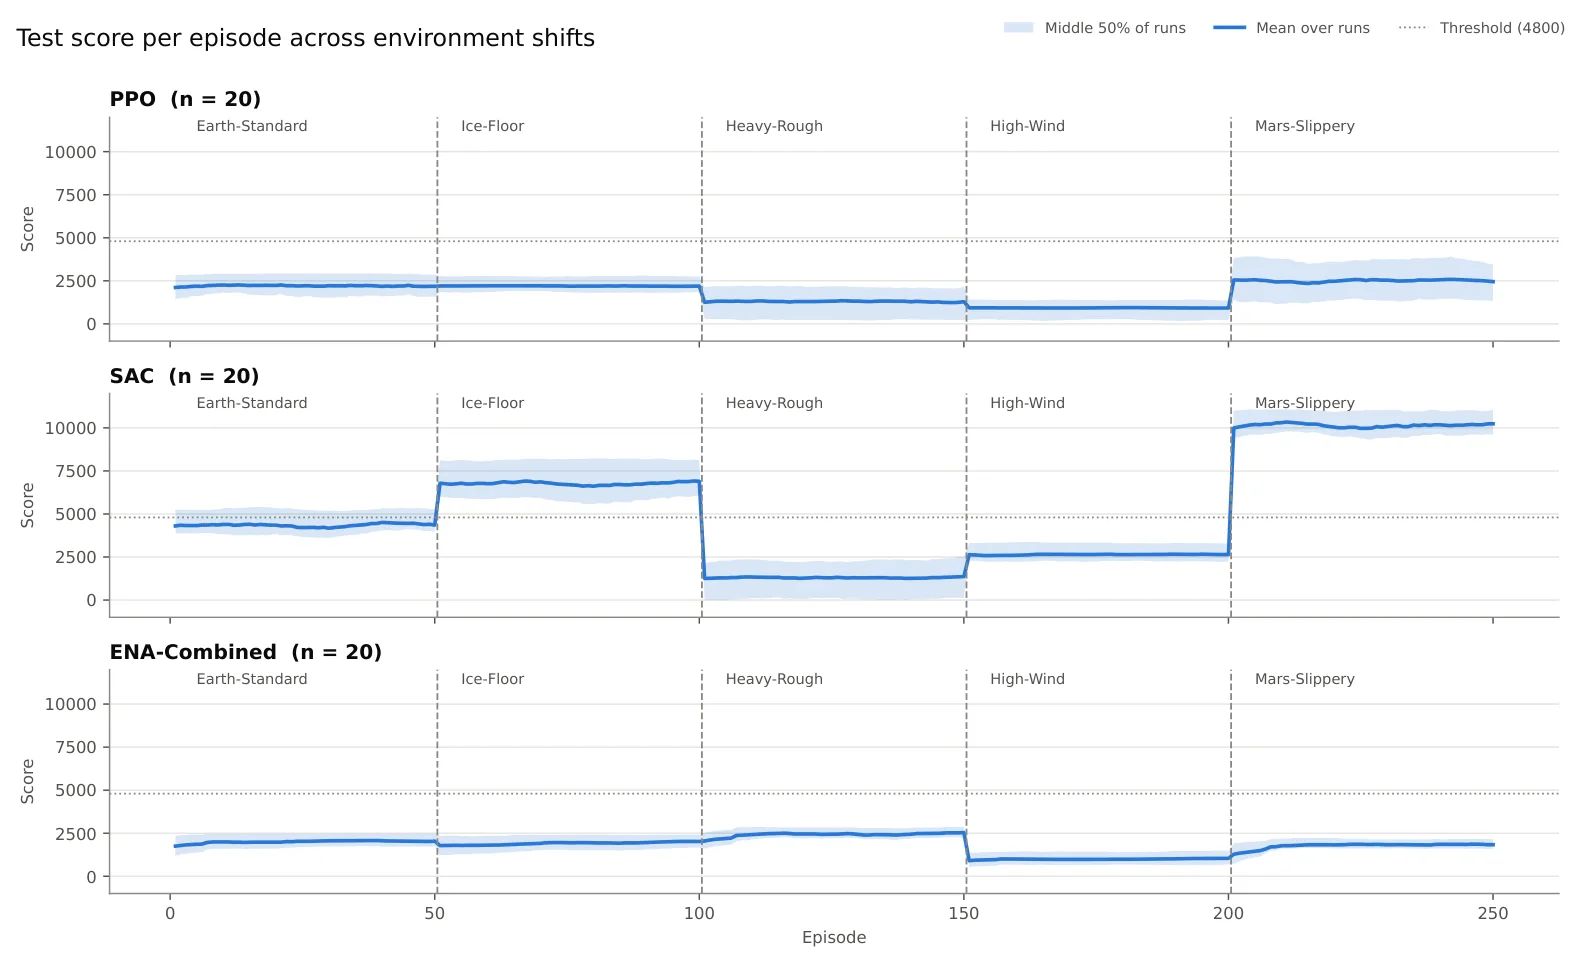 Test score per episode across environment shifts
Middle 50% of runs
Mean over runs
Threshold (4800)
PPO (n = 20)
Earth-Standard
Ice-Floor
Heavy-Rough
High-Wind
Mars-Slippery
10000
7500
5000
2500
0
Score
SAC (n = 20)
Earth-Standard
Ice-Floor
Heavy-Rough
High-Wind
Mars-Slippery
10000
7500
5000
2500
0
Score
ENA-Combined (n = 20)
Earth-Standard
Ice-Floor
Heavy-Rough
High-Wind
Mars-Slippery
10000
7500
5000
2500
0
Score
0
50
100
150
200
250
Episode